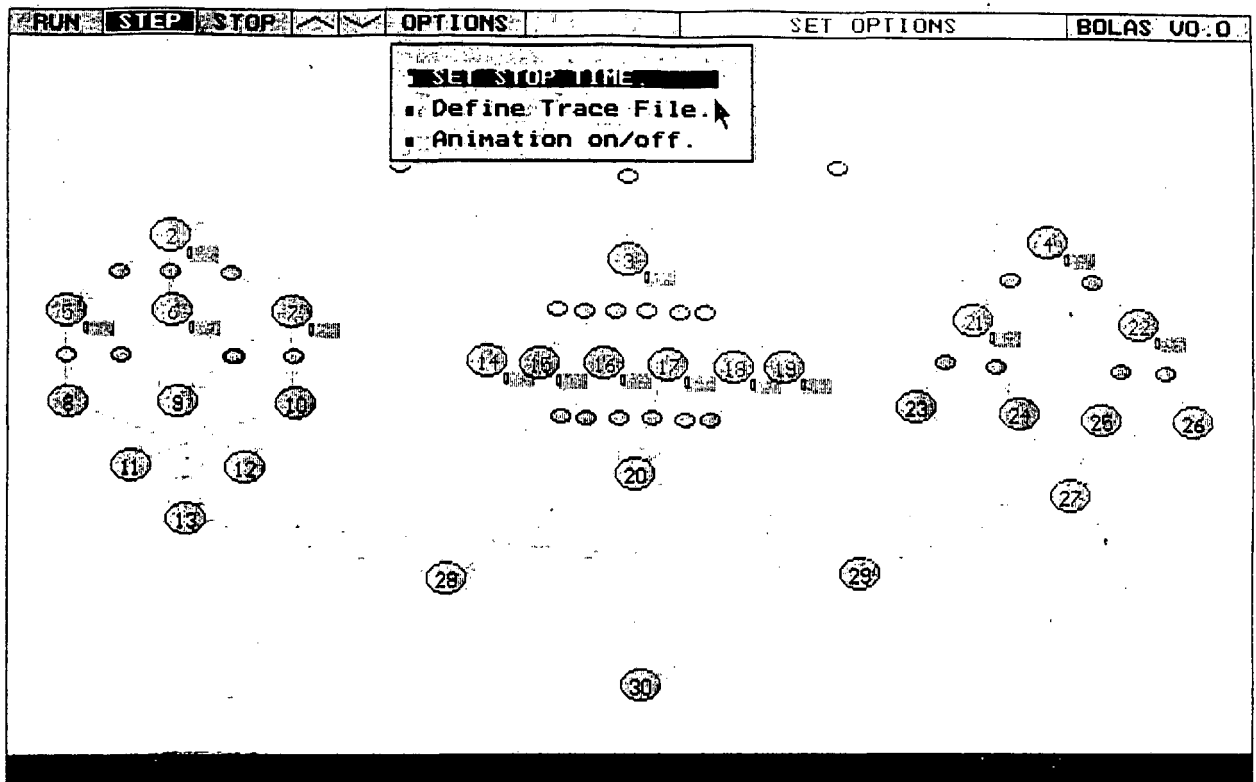 RUN STEP STOP OPTIONS SET OPTIONS BOLAS V0.0
SET STOP TIME.
Define Trace File.
Animation on/off.
2
3
4
5 6 7
21 22
14 15 16 17 18 19
8 9 10
23 24 25 26
11 12
20
27
13
28 29
30